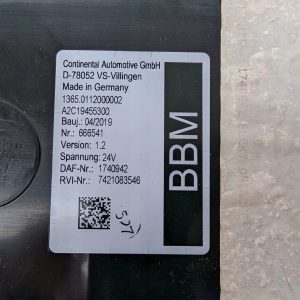 Continental Automotive GmbH
D-78052 VS-Villingen
Made in Germany
1365.0112000002
A2C19455300
Bauj.: 04/2019
Nr.: 666541
Version: 1.2
Spannung: 24V
DAF-Nr.: 1740942
RVI-Nr.: 7421083546
BBM